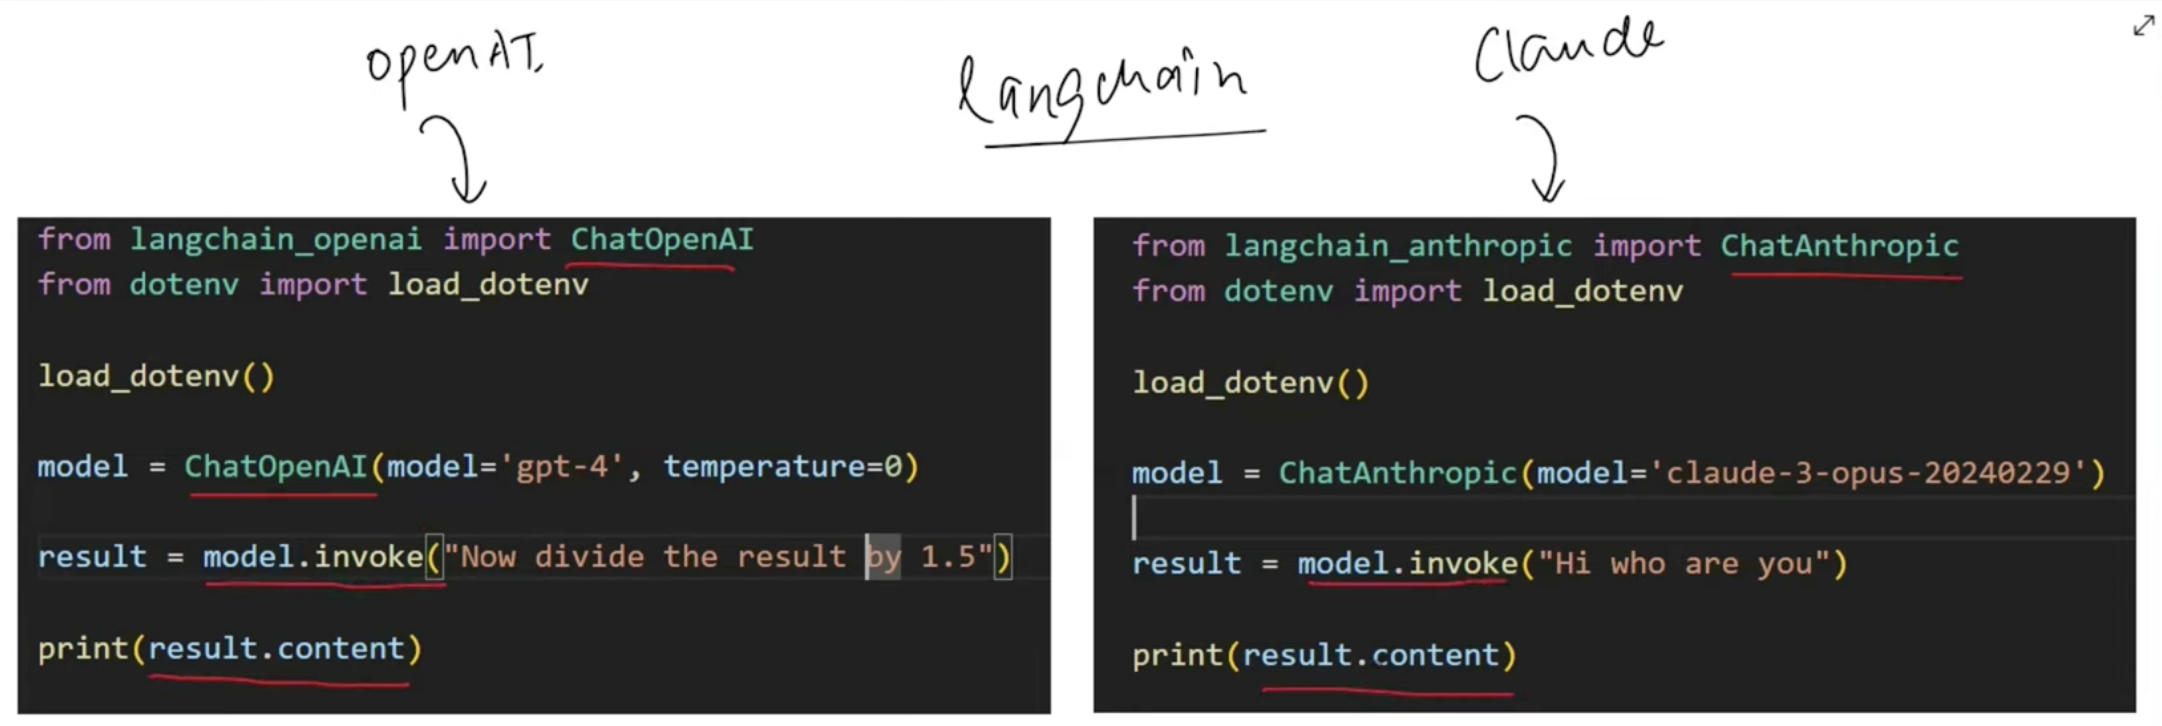 openAI.
langchain
Claude
from langchain_openai import ChatOpenAI
from dotenv import load_dotenv
load_dotenv()
model = ChatOpenAI(model='gpt-4', temperature=0)
result = model.invoke("Now divide the result by 1.5")
print(result.content)
from langchain_anthropic import ChatAnthropic
from dotenv import load_dotenv
load_dotenv()
model = ChatAnthropic(model='claude-3-opus-20240229')
result = model.invoke("Hi who are you")
print(result.content)